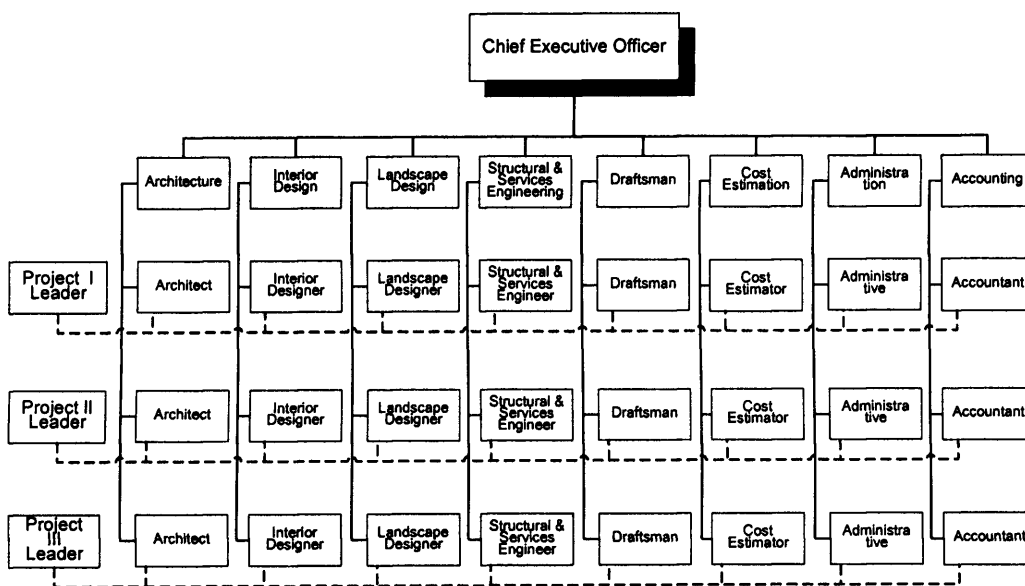 Chief Executive Officer
Architecture
Interior
Design
Landscape
Design
Structural &
Services
Engineering
Draftsman
Cost
Estimation
Administra
tion
Accounting
Project I
Leader
Architect
Interior
Designer
Landscape
Designer
Structural &
Services
Engineer
Draftsman
Cost
Estimator
Administra
tive
Accountant
Project II
Leader
Architect
Interior
Designer
Landscape
Designer
Structural &
Services
Engineer
Draftsman
Cost
Estimator
Administra
tive
Accountant
Project
III
Leader
Architect
Interior
Designer
Landscape
Designer
Structural &
Services
Engineer
Draftsman
Cost
Estimator
Administra
tive
Accountant